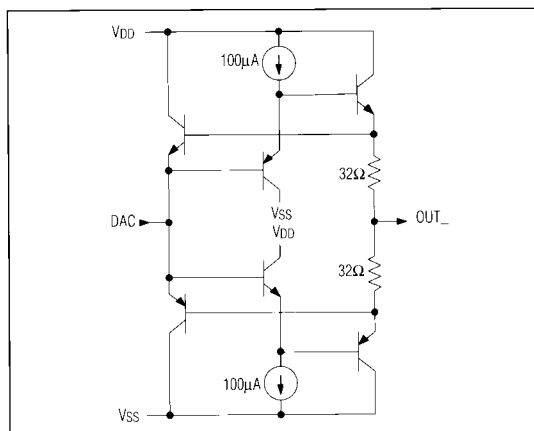 VDD
100μA
32Ω
VSS
DAC
OUT_
VDD
32Ω
100μA
VSS